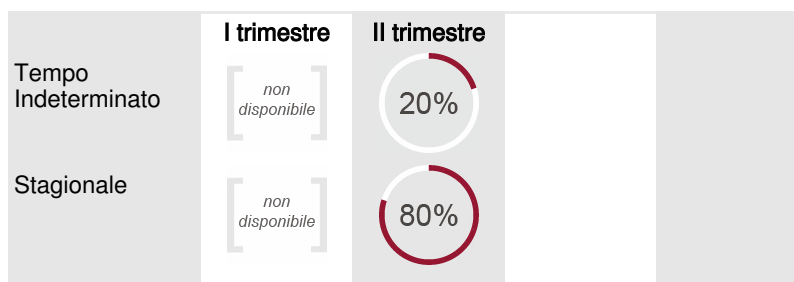 I trimestre II trimestre
Tempo
Indeterminato
non
disponibile
20%
Stagionale
non
disponibile
80%